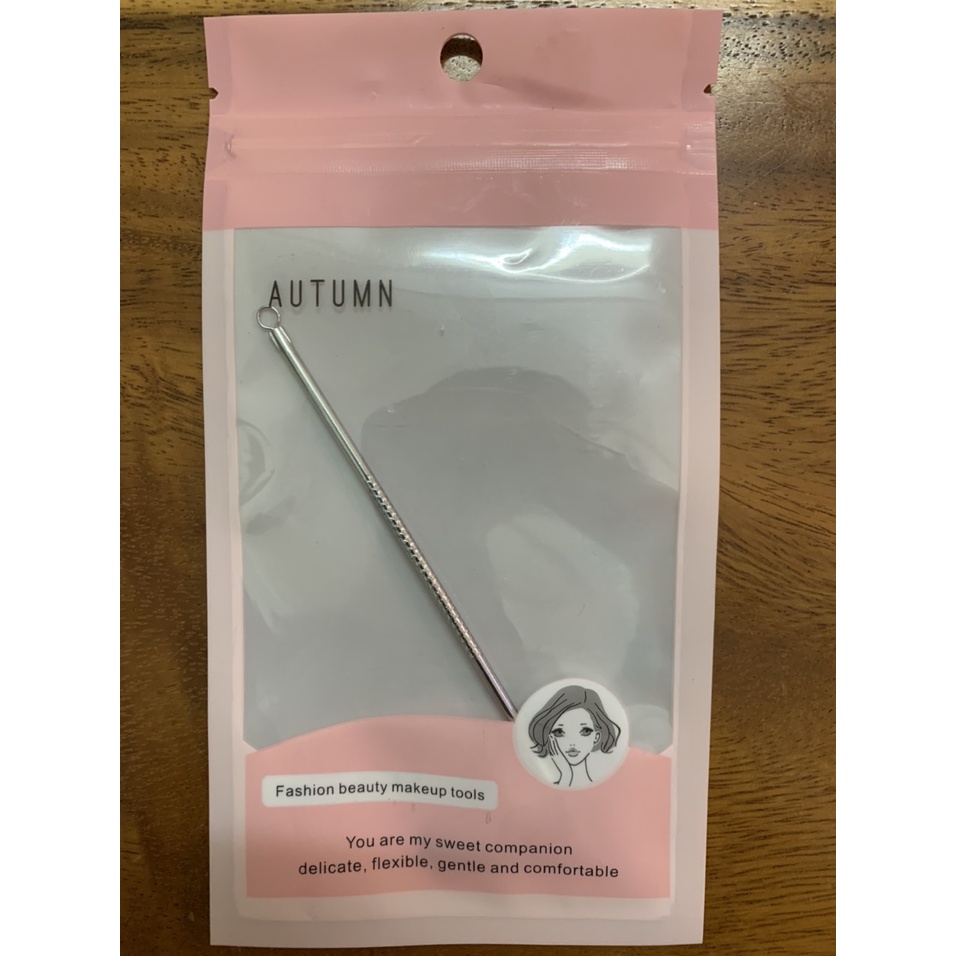 AUTUMN
Fashion beauty makeup tools
You are my sweet companion
delicate, flexible, gentle and comfortable